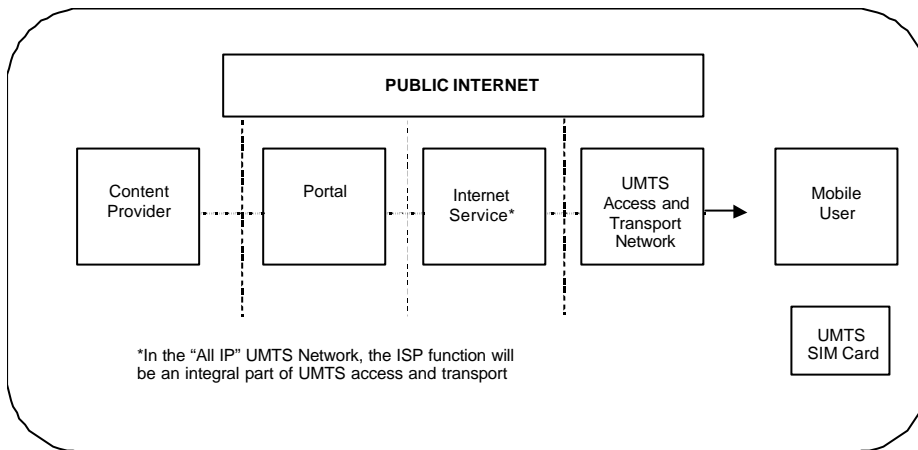 PUBLIC INTERNET
Content
Provider
Portal
Internet
Service*
UMTS
Access and
Transport
Network
Mobile
User
UMTS
SIM Card
*In the “All IP” UMTS Network, the ISP function will
be an integral part of UMTS access and transport